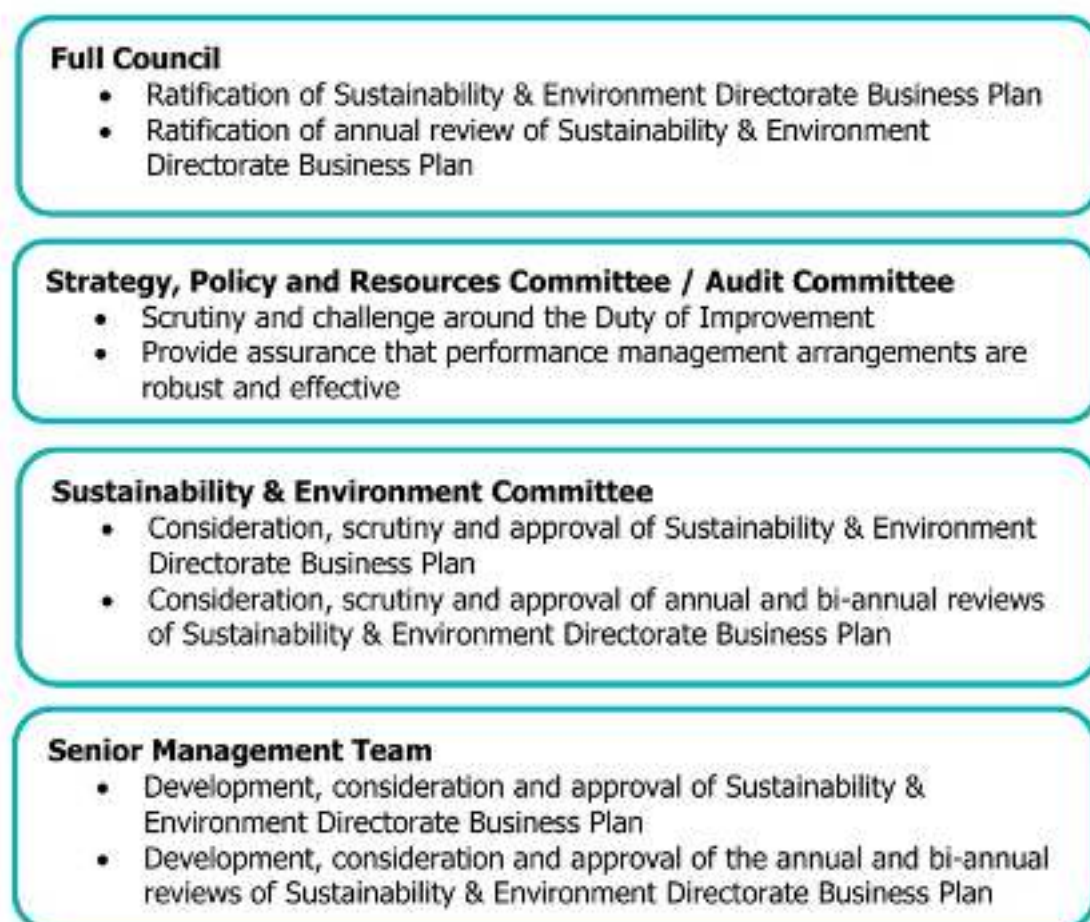 Full Council
• Ratification of Sustainability & Environment Directorate Business Plan
• Ratification of annual review of Sustainability & Environment
Directorate Business Plan
Strategy, Policy and Resources Committee / Audit Committee
• Scrutiny and challenge around the Duty of Improvement
• Provide assurance that performance management arrangements are
robust and effective
Sustainability & Environment Committee
• Consideration, scrutiny and approval of Sustainability & Environment
Directorate Business Plan
• Consideration, scrutiny and approval of annual and bi-annual reviews
of Sustainability & Environment Directorate Business Plan
Senior Management Team
• Development, consideration and approval of Sustainability &
Environment Directorate Business Plan
• Development, consideration and approval of the annual and bi-annual
reviews of Sustainability & Environment Directorate Business Plan